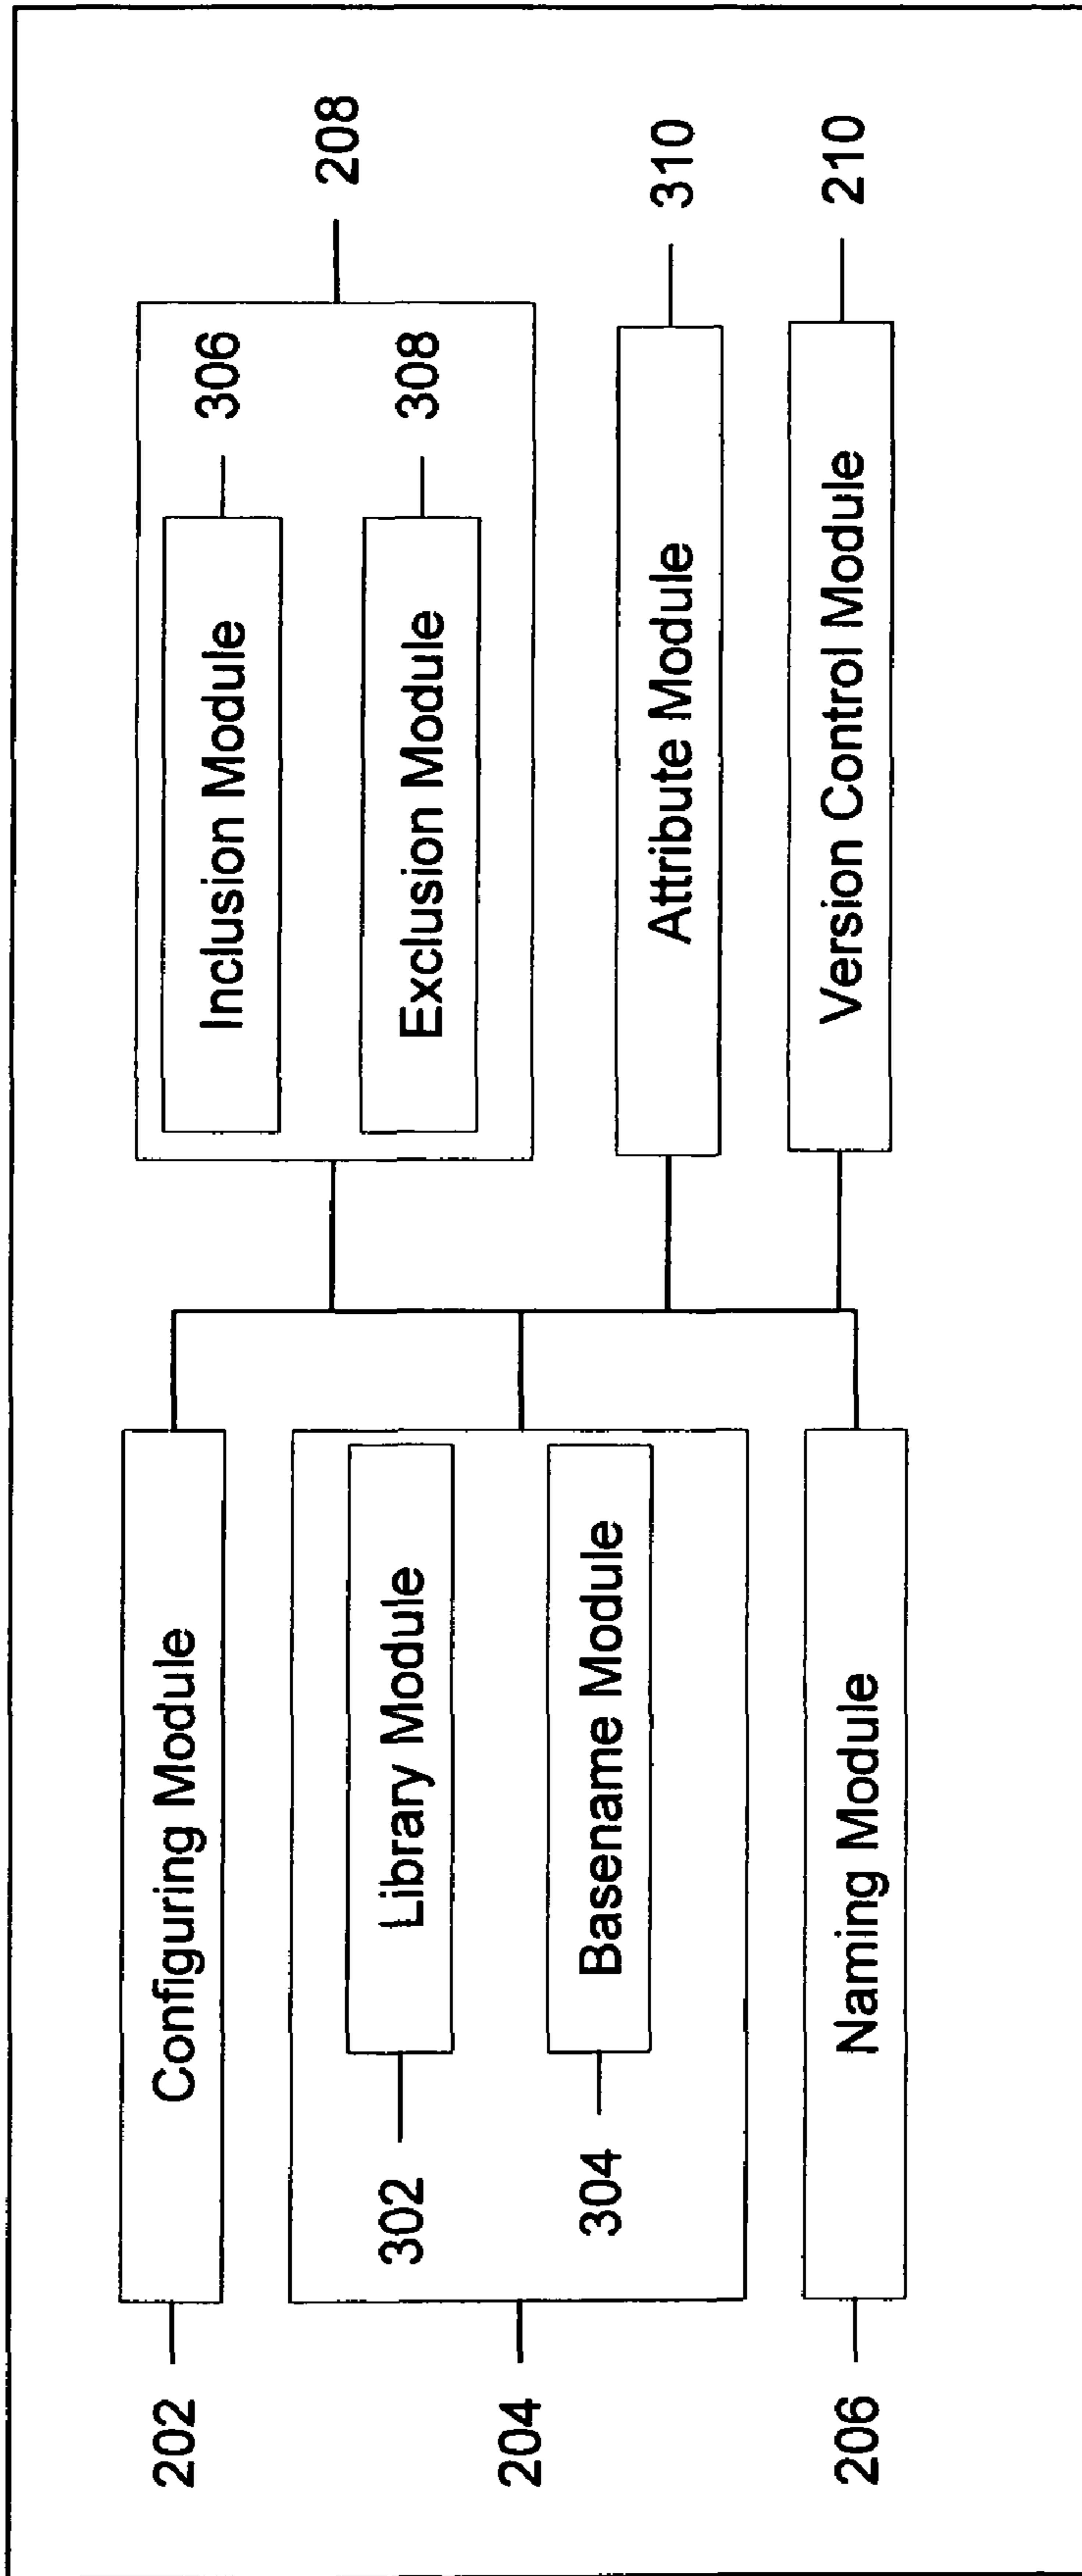 202
Configuring Module
204
302
Library Module
304
Basename Module
206
Naming Module
208
Inclusion Module
306
Exclusion Module
308
Attribute Module
310
Version Control Module
210